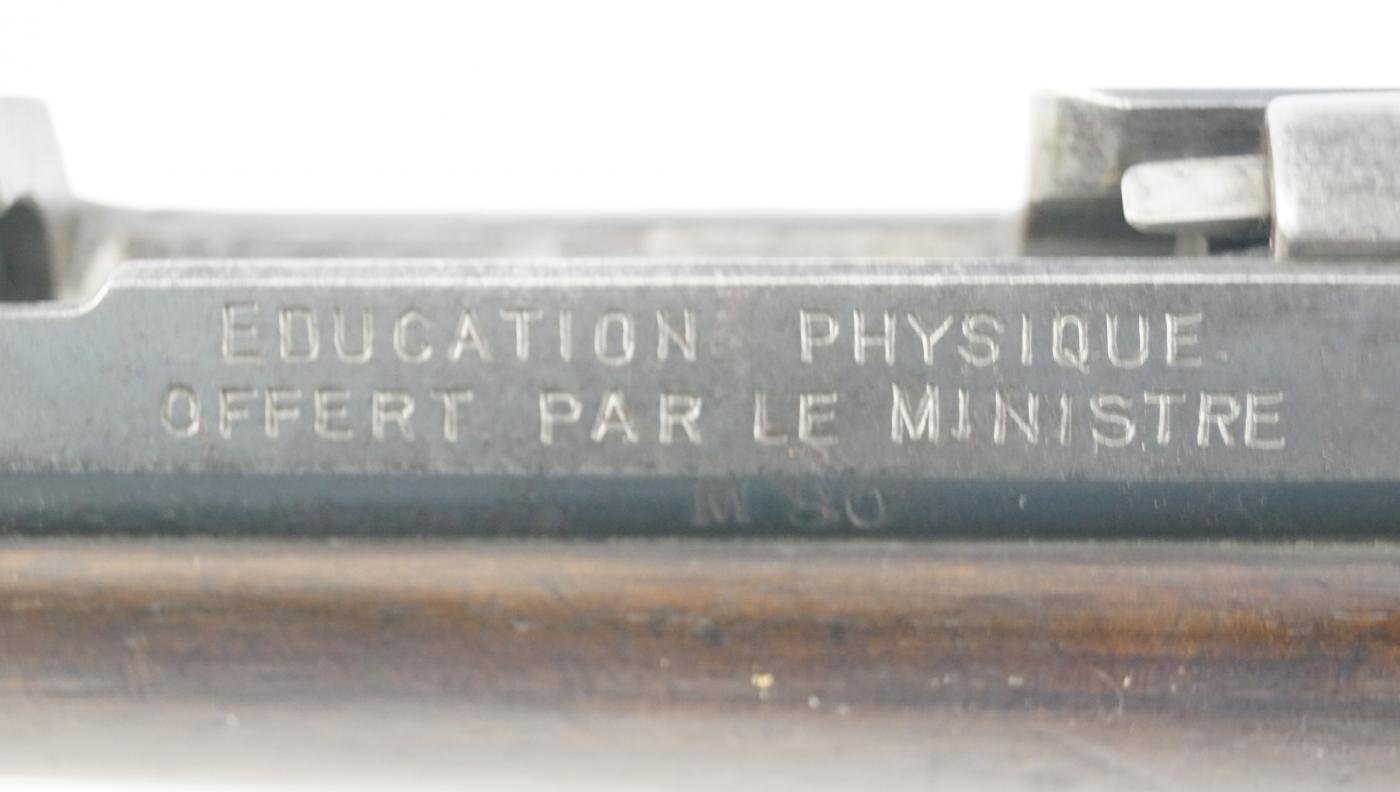 EDUCATION PHYSIQUE
OFFERT PAR LE MINISTRE
M 80